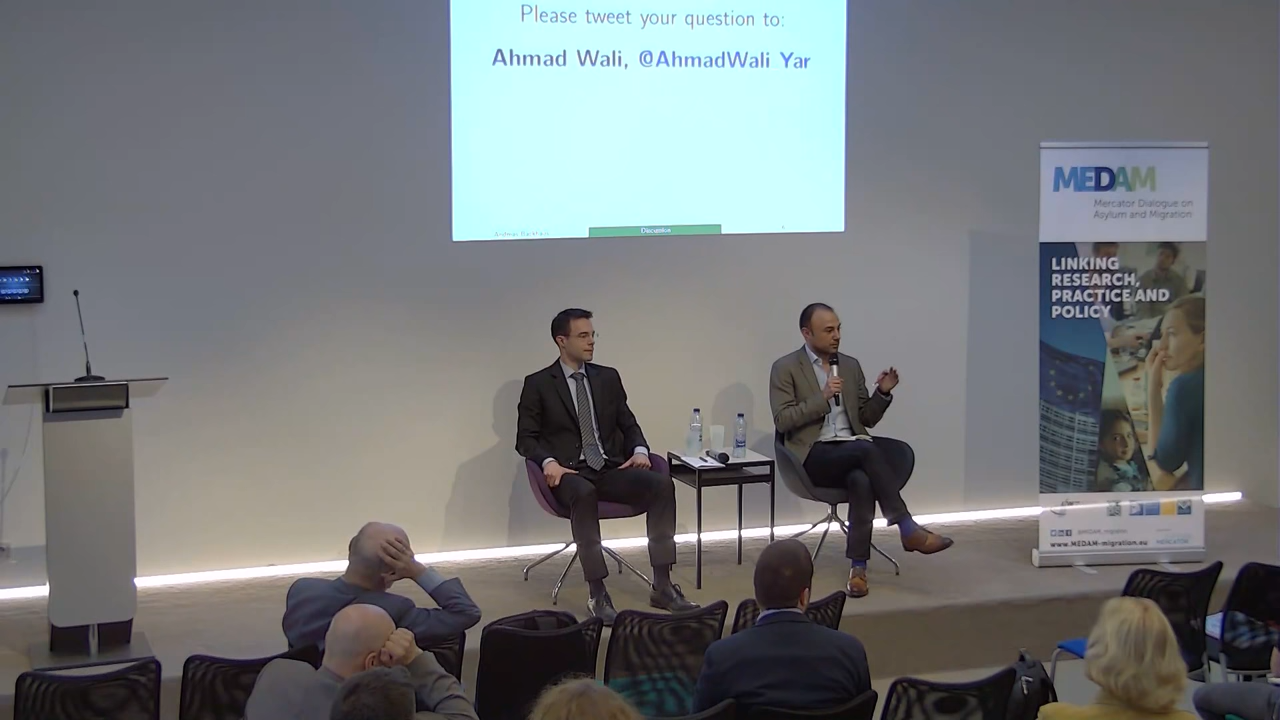 Please tweet your question to:
Ahmad Wali, @AhmadWali Yar
Discussion
MEDAM
Mercator Dialogue on
Asylum and Migration
LINKING
RESEARCH,
PRACTICE AND
POLICY
www.MEDAM-migration.eu
MERCATOR